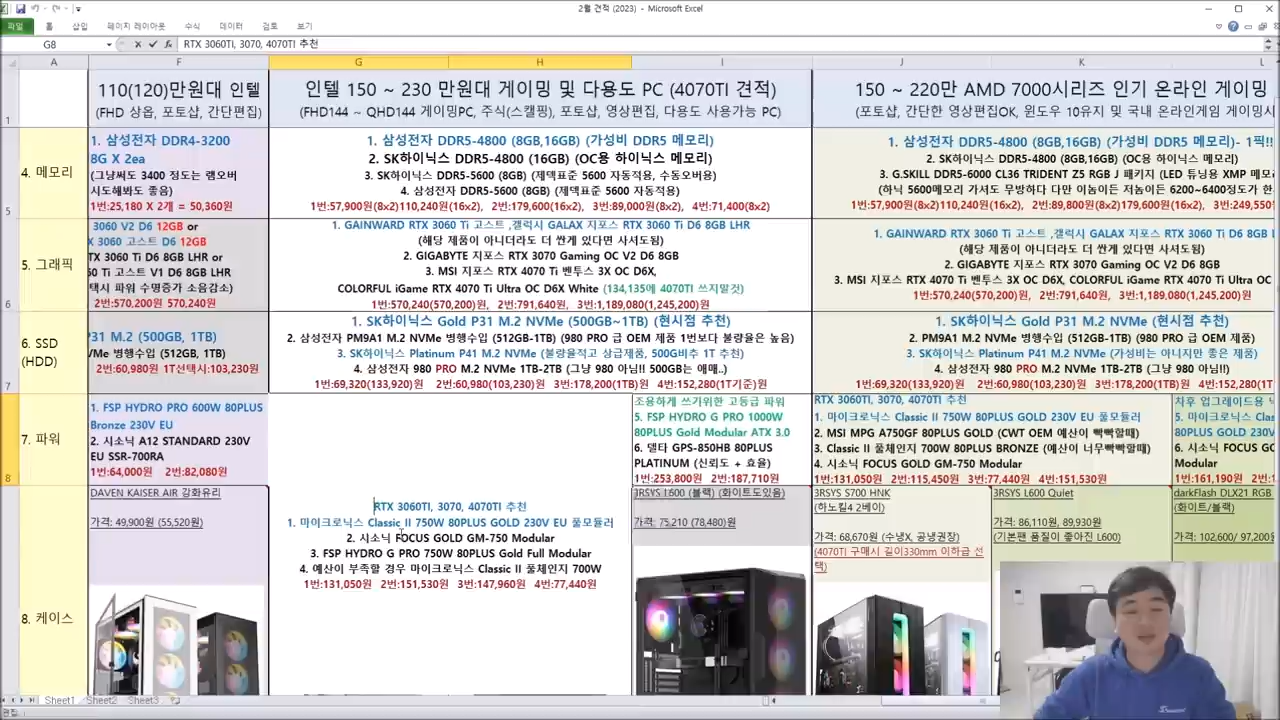 2월 견적 (2023) - Microsoft Excel
파일 홈 삽입 페이지 레이아웃 수식 데이터 검토 보기
G8 RTX 3060TI, 3070, 4070TI 추천
A F G H I J K L
1
110(120)만원대 인텔
(FHD 상옵, 포토샵, 간단편집)
인텔 150 ~ 230 만원대 게이밍 및 다용도 PC (4070TI 견적)
(FHD144 ~ QHD144 게이밍PC, 주식(스캘핑), 포토샵, 영상편집, 다용도 사용가능 PC)
150 ~ 220만 AMD 7000시리즈 인기 온라인 게이밍
(포토샵, 간단한 영상편집OK, 윈도우 10유지 및 국내 온라인게임 게이밍시
5
4. 메모리
1. 삼성전자 DDR4-3200
8G X 2ea
(그냥써도 3400 정도는 램오버
시도해봐도 좋음)
1번:25,180 X 2개 = 50,360원
1. 삼성전자 DDR5-4800 (8GB,16GB) (가성비 DDR5 메모리)
2. SK하이닉스 DDR5-4800 (16GB) (OC용 하이닉스 메모리)
3. SK하이닉스 DDR5-5600 (8GB) (제덱표준 5600 자동적용, 수동오버용)
4. 삼성전자 DDR5-5600 (8GB) (제덱표준 5600 자동적용)
1번:57,900원(8x2)110,240원(16x2), 2번:179,600(16x2), 3번:89,000원(8x2), 4번:71,400(8x2)
1. 삼성전자 DDR5-4800 (8GB,16GB) (가성비 DDR5 메모리)- 1픽!!
2. SK하이닉스 DDR5-4800 (16GB) (OC용 하이닉스 메모리)
3. G.SKILL DDR5-6000 CL36 TRIDENT Z5 RGB J 패키지 (LED 튜닝용 XMP 메모
(하닉 5600메모리 가셔도 무방하다 다만 이놈이든 저놈이든 6200~6400정도가 한
1번:57,900원(8x2)110,240원(16x2), 2번:89,800원(8x2)179,600원(16x2), 3번:249,550
6
5. 그래픽
3060 V2 D6 12GB or
X 3060 고스트 D6 12GB
3060 Ti D6 8GB LHR or
60 Ti 고스트 V1 D6 8GB LHR
택시 파워 수명증가 소음감소)
2번:570,200원 570,240원
1. GAINWARD RTX 3060 Ti 고스트 ,갤럭시 GALAX 지포스 RTX 3060 Ti D6 8GB LHR
(해당 제품이 아니더라도 더 싼게 있다면 사셔도됨)
2. GIGABYTE 지포스 RTX 3070 Gaming OC V2 D6 8GB
3. MSI 지포스 RTX 4070 Ti 벤투스 3X OC D6X,
COLORFUL iGame RTX 4070 Ti Ultra OC D6X White (134,135에 4070TI 쓰지말것)
1번:570,240(570,200)원, 2번:791,640원, 3번:1,189,080(1,245,200)원
1. GAINWARD RTX 3060 Ti 고스트 ,갤럭시 GALAX 지포스 RTX 3060 Ti D6 8GB L
(해당 제품이 아니더라도 더 싼게 있다면 사셔도됨)
2. GIGABYTE 지포스 RTX 3070 Gaming OC V2 D6 8GB
3. MSI 지포스 RTX 4070 Ti 벤투스 3X OC D6X, COLORFUL iGame RTX 4070 Ti Ultra OC
1번:570,240(570,200)원, 2번:791,640원, 3번:1,189,080(1,245,200)원
7
6. SSD
(HDD)
P31 M.2 (500GB, 1TB)
VMe 병행수입 (512GB, 1TB)
2번:60,980원 1T선택시:103,230원
1. SK하이닉스 Gold P31 M.2 NVMe (500GB~1TB) (현시점 추천)
2. 삼성전자 PM9A1 M.2 NVMe 병행수입 (512GB-1TB) (980 PRO 급 OEM 제품 1번보다 불량율은 높음)
3. SK하이닉스 Platinum P41 M.2 NVMe (불량율적고 상급제품, 500G비추 1T 추천)
4. 삼성전자 980 PRO M.2 NVMe 1TB-2TB (그냥 980 아님!! 500GB는 애매..)
1번:69,320(133,920)원 2번:60,980(103,230)원 3번:178,200(1TB)원 4번:152,280(1T기준)원
1. SK하이닉스 Gold P31 M.2 NVMe (500GB~1TB) (현시점 추천)
2. PM9A1 M.2 NVMe 병행수입 (512GB-1TB) (980 PRO 급 OEM 제품)
3. SK하이닉스 Platinum P41 M.2 NVMe (가성비는 아니지만 좋은 제품)
4. 삼성전자 980 PRO M.2 NVMe 1TB-2TB (그냥 980 아님!!)
1번:69,320(133,920)원 2번:60,980(103,230)원 3번:178,200(1TB)원 4번:152,280(1T
8
7. 파워
1. FSP HYDRO PRO 600W 80PLUS
Bronze 230V EU
2. 시소닉 A12 STANDARD 230V
EU SSR-700RA
1번:64,000원 2번:82,080원
조용하게 쓰기위한 고등급 파워
5. FSP HYDRO G PRO 1000W
80PLUS Gold Modular ATX 3.0
6. 델타 GPS-850HB 80PLUS
PLATINUM (신뢰도 + 효율)
1번:253,800원 2번:187,710원
RTX 3060TI, 3070, 4070TI 추천
1. 마이크로닉스 Classic II 750W 80PLUS GOLD 230V EU 풀모듈러
2. MSI MPG A750GF 80PLUS GOLD (CWT OEM 예산이 빡빡할때)
3. Classic II 풀체인지 700W 80PLUS BRONZE (예산이 너무빡빡할때)
4. 시소닉 FOCUS GOLD GM-750 Modular
1번:131,050원 2번:115,450원 3번:77,440원 4번:151,530원
차후 업그레이드용 넉
5. 마이크로닉스 Clas
80PLUS GOLD 230V
6. 시소닉 FOCUS GO
Modular
1번:161,190원 2번:1
8. 케이스
DAVEN KAISER AIR 강화유리
가격: 49,900원 (55,520원)
RTX 3060TI, 3070, 4070TI 추천
1. 마이크로닉스 Classic II 750W 80PLUS GOLD 230V EU 풀모듈러
2. 시소닉 FOCUS GOLD GM-750 Modular
3. FSP HYDRO G PRO 750W 80PLUS Gold Full Modular
4. 예산이 부족할 경우 마이크로닉스 Classic II 풀체인지 700W
1번:131,050원 2번:151,530원 3번:147,960원 4번:77,440원
3RSYS L600 (블랙) (화이트도있음)
가격: 75,210 (78,480)원
3RSYS S700 HNK
(하노킬4 2베이)
가격: 68,670원 (수냉X, 공냉권장)
(4070TI 구매시 길이330mm 이하급 선
택)
3RSYS L600 Quiet
가격: 86,110원, 89,930원
(기본팬 품질이 좋아진 L600)
darkFlash DLX21 RGB
(화이트/블랙)
가격: 102,600/ 97,200원
Sheet1 Sheet2 Sheet3
편집